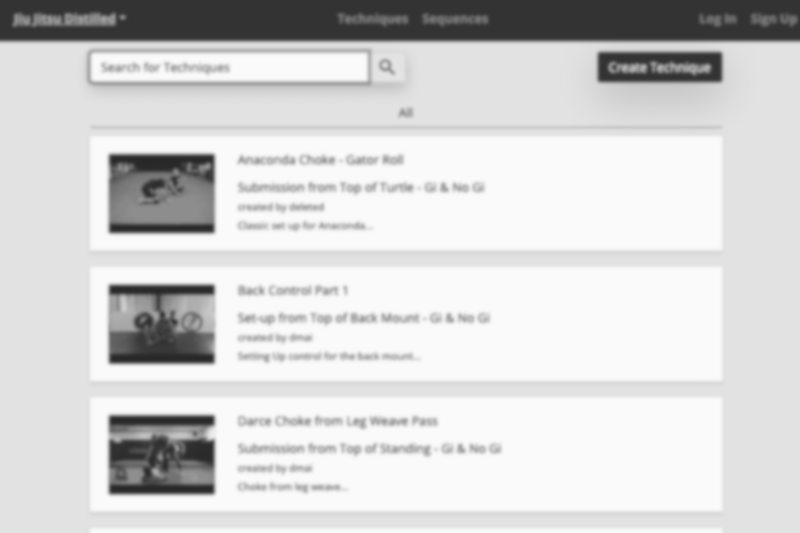 Jiu Jitsu Distilled
Techniques Sequences
Log In Sign Up
Search for Techniques
Create Technique
All
Anaconda Choke - Gator Roll
Submission from Top of Turtle - Gi & No Gi
created by deleted
Classic set up for Anaconda...
Back Control Part 1
Set-up from Top of Back Mount - Gi & No Gi
created by dmai
Setting Up control for the back mount...
Darce Choke from Leg Weave Pass
Submission from Top of Standing - Gi & No Gi
created by dmai
Choke from leg weave...